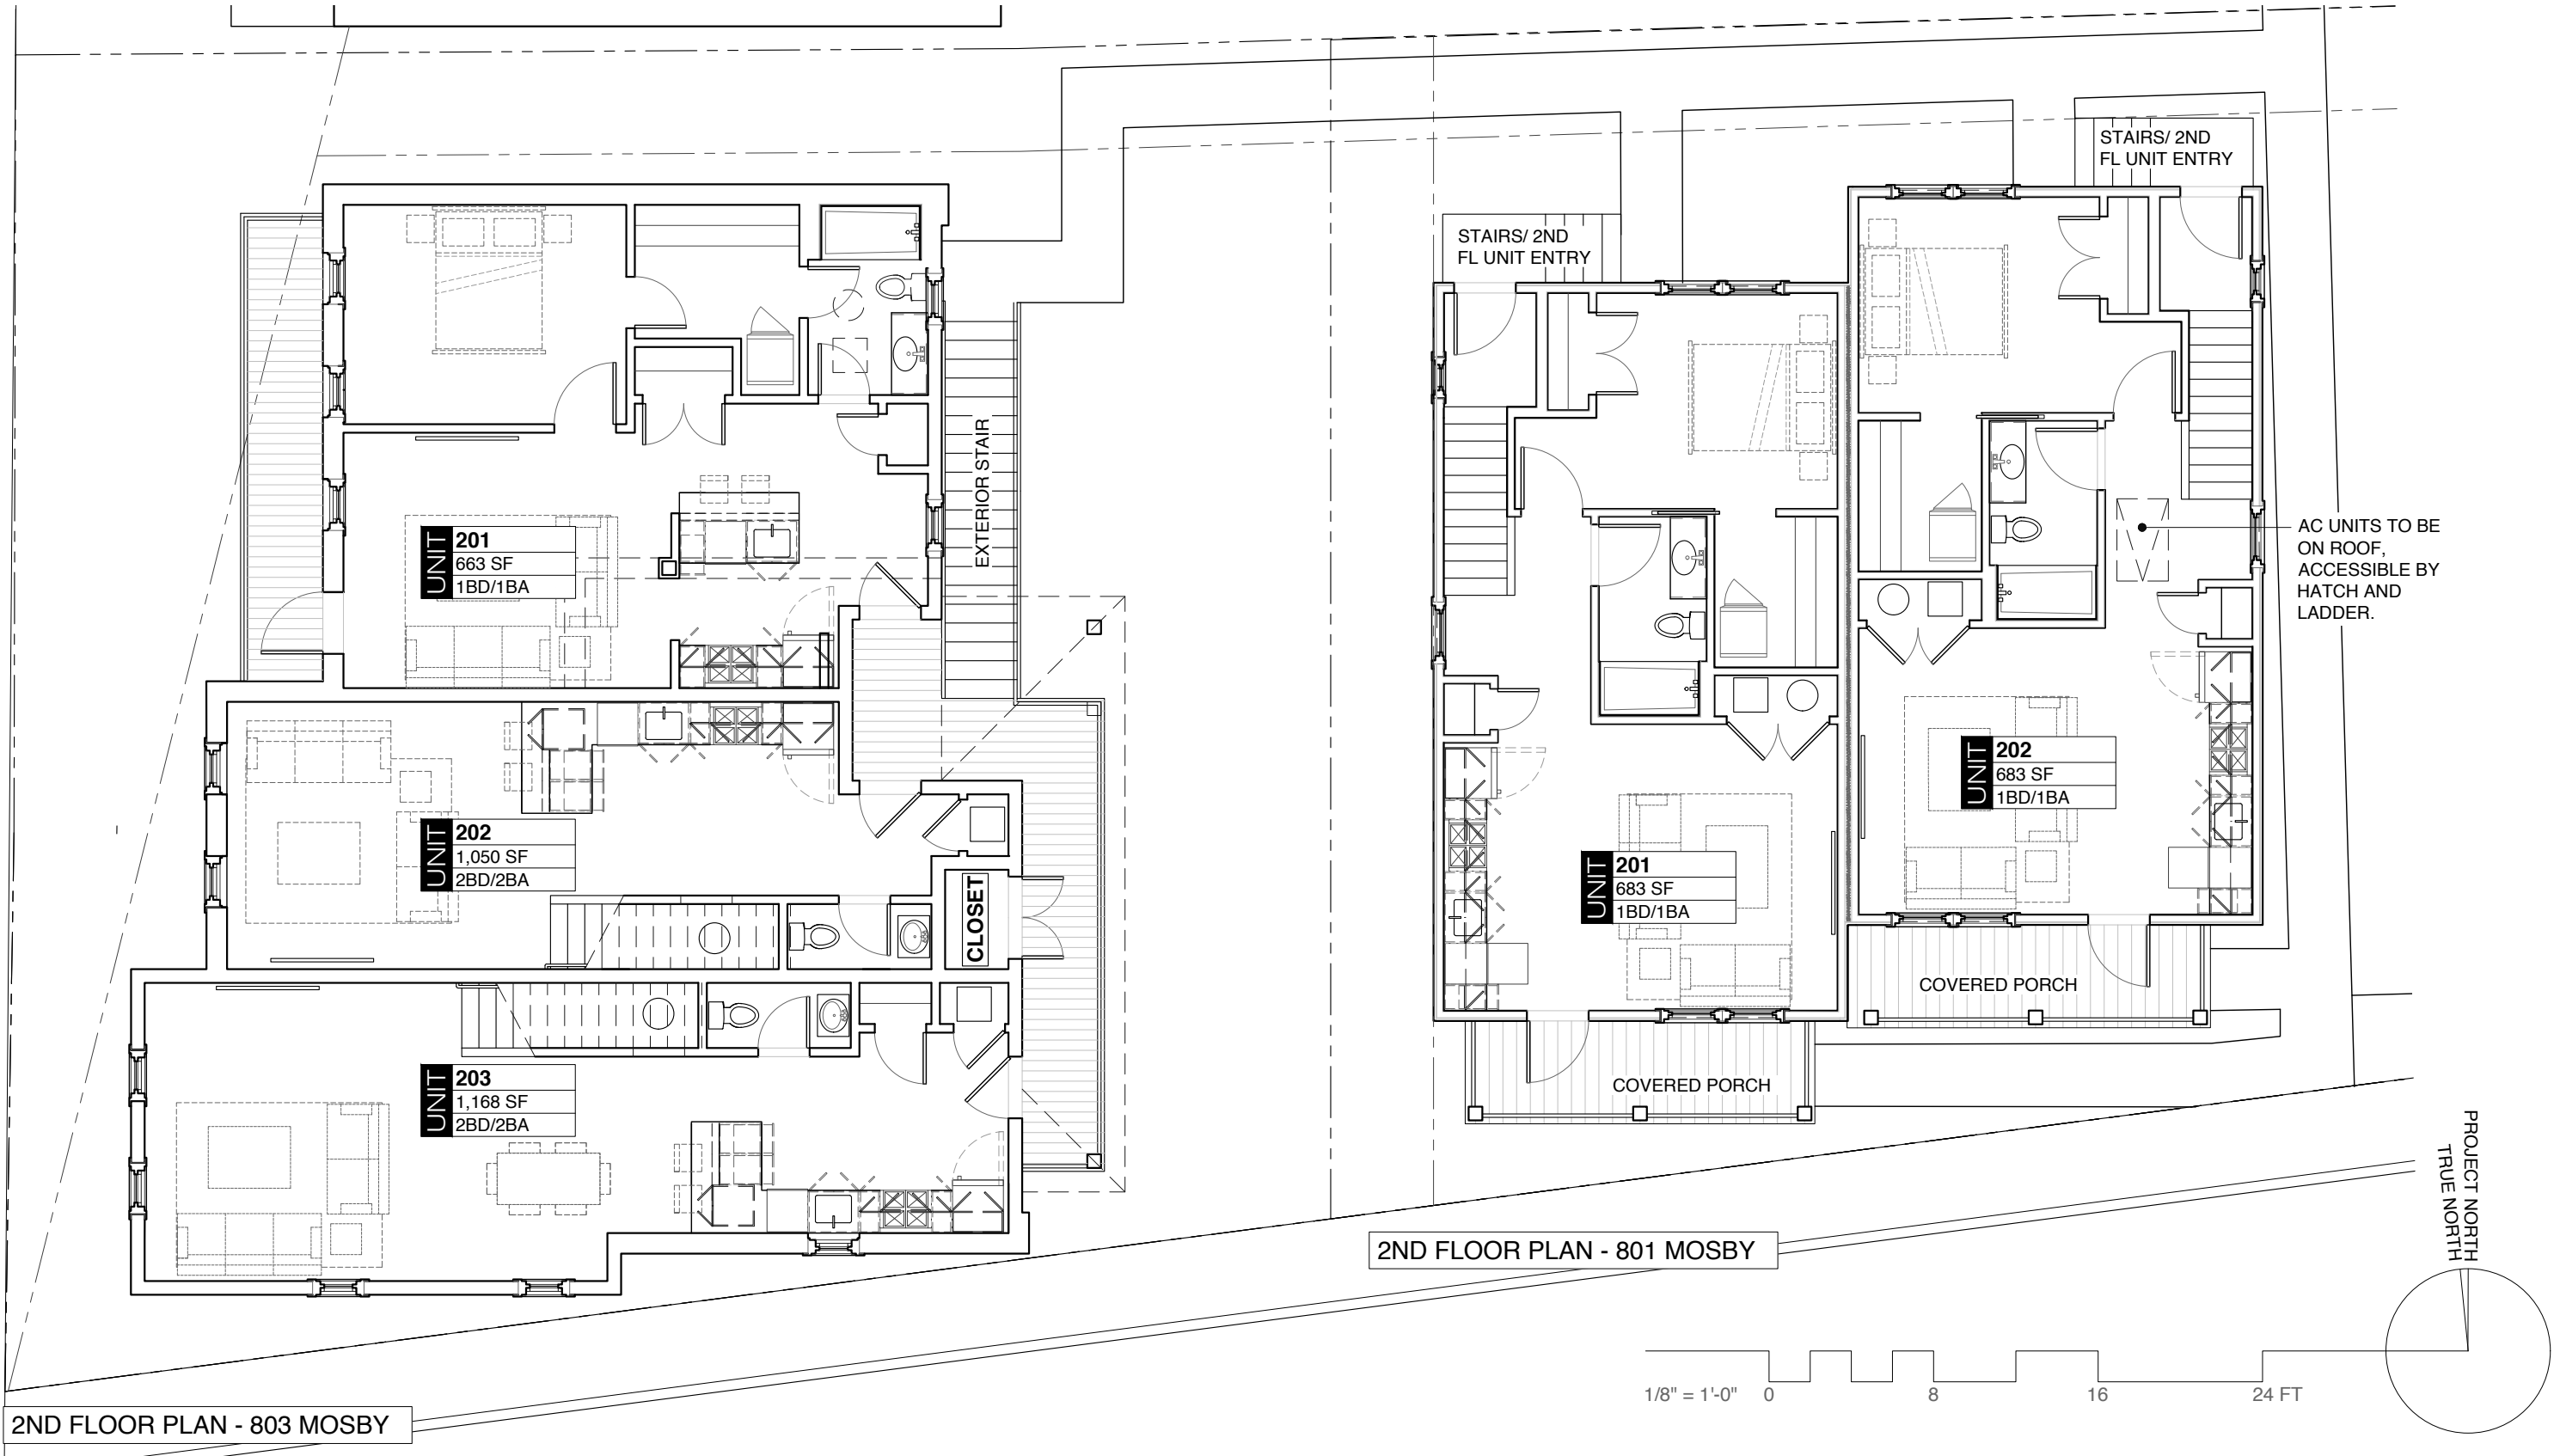 STAIRS/ 2ND
FL UNIT ENTRY
STAIRS/ 2ND
FL UNIT ENTRY
EXTERIOR STAIR
UNIT
201
663 SF
1BD/1BA
AC UNITS TO BE
ON ROOF,
ACCESSIBLE BY
HATCH AND
LADDER.
UNIT
202
683 SF
1BD/1BA
UNIT
202
1,050 SF
2BD/2BA
UNIT
201
683 SF
1BD/1BA
CLOSET
COVERED PORCH
COVERED PORCH
UNIT
203
1,168 SF
2BD/2BA
PROJECT NORTH
TRUE NORTH
2ND FLOOR PLAN - 801 MOSBY
1/8" = 1'-0" 0 8 16 24 FT
2ND FLOOR PLAN - 803 MOSBY